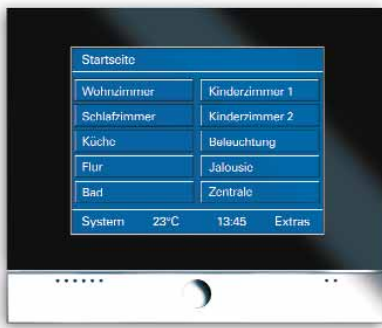 Startseite
Wohnzimmer Kinderzimmer 1
Schlafzimmer Kinderzimmer 2
Küche Beleuchtung
Flur Jalousie
Bad Zentrale
System 23°C 13:45 Extras